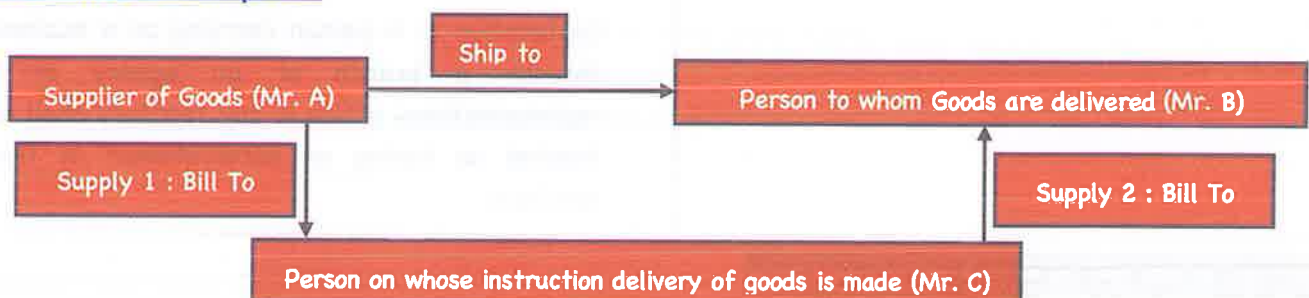 Ship to
Supplier of Goods (Mr. A)
Person to whom Goods are delivered (Mr. B)
Supply 1 : Bill To
Supply 2 : Bill To
Person on whose instruction delivery of goods is made (Mr. C)